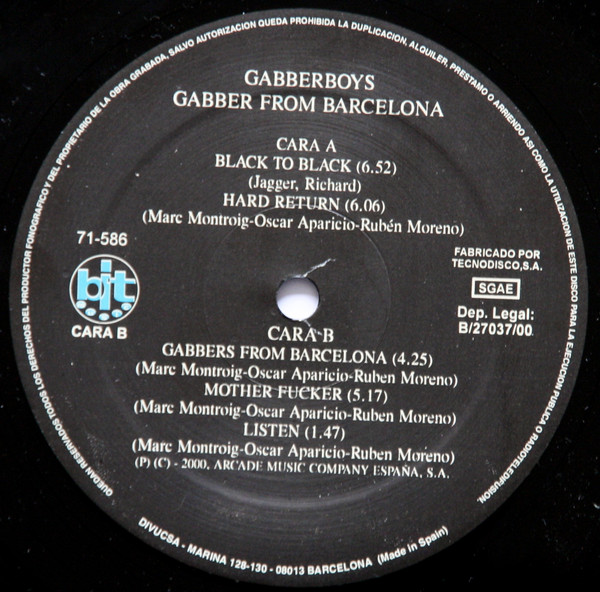 QUEDAN RESERVADOS TODOS LOS DERECHOS DEL PRODUCTOR FONOGRAFICO Y DEL PROPIETARIO DE LA OBRA GRABADA, SALVO AUTORIZACION QUEDA PROHIBIDA LA DUPLICACION, ALQUILER, PRESTAMO O ARRIENDO ASI COMO LA UTILIZACION DE ESTE DISCO PARA LA EJECUCION PUBLICA O RADIOTELEDIFUSION.
GABBERBOYS
GABBER FROM BARCELONA
CARA A
BLACK TO BLACK (6.52)
(Jagger, Richard)
HARD RETURN (6.06)
(Marc Montroig-Oscar Aparicio-Rubén Moreno)
71-586
bit
CARA B
FABRICADO POR
TECNODISCO,S.A.
SGAE
Dep. Legal:
B/27037/00
CARA B
GABBERS FROM BARCELONA (4.25)
(Marc Montroig-Oscar Aparicio-Ruben Moreno)
MOTHER FUCKER (5.17)
(Marc Montroig-Oscar Aparicio-Ruben Moreno)
LISTEN (1.47)
(Marc Montroig-Oscar Aparicio-Ruben Moreno)
(P) (C) - 2000, ARCADE MUSIC COMPANY ESPAÑA, S.A.
DIVUCSA - MARINA 128-130 - 08013 BARCELONA (Made in Spain)